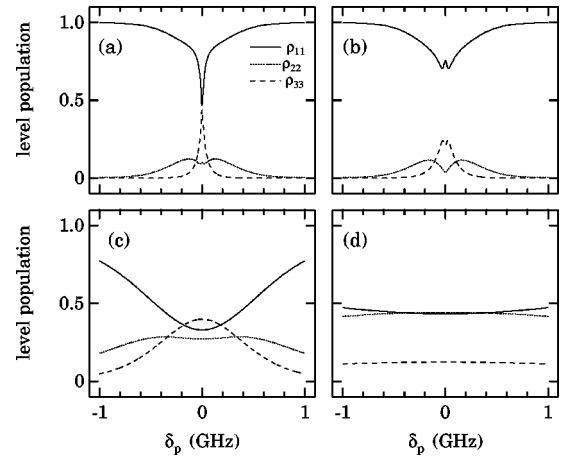 level population
1.0
0.5
0
(a)
ρ11
ρ22
ρ33
(b)
level population
1.0
0.5
0
(c)
(d)
-1 0 1
-1 0 1
δp (GHz)
δp (GHz)